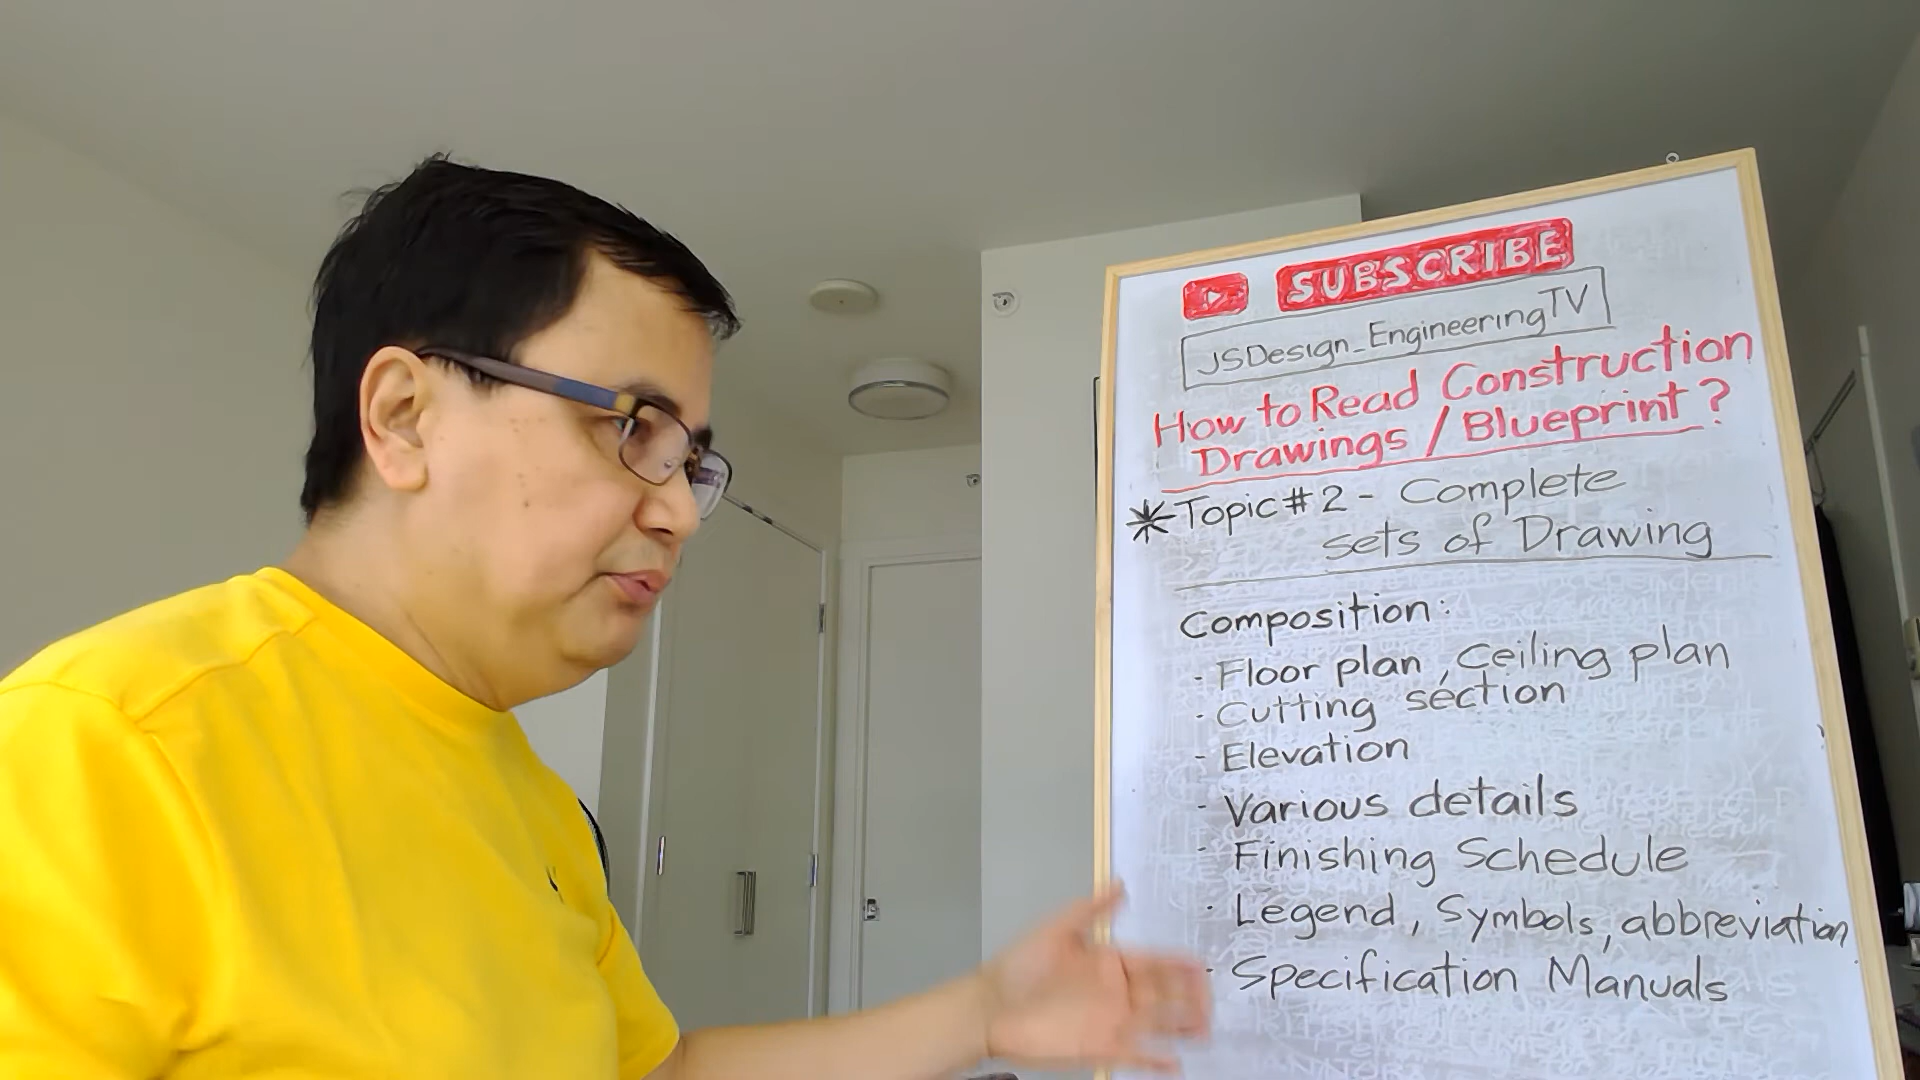 SUBSCRIBE
JSDesign_EngineeringTV
How to Read Construction
Drawings / Blueprint ?
Topic # 2 - Complete
sets of Drawing
Composition:
- Floor plan, Ceiling plan
- Cutting section
- Elevation
- Various details
- Finishing Schedule
- Legend, Symbols, abbreviation
- Specification Manuals